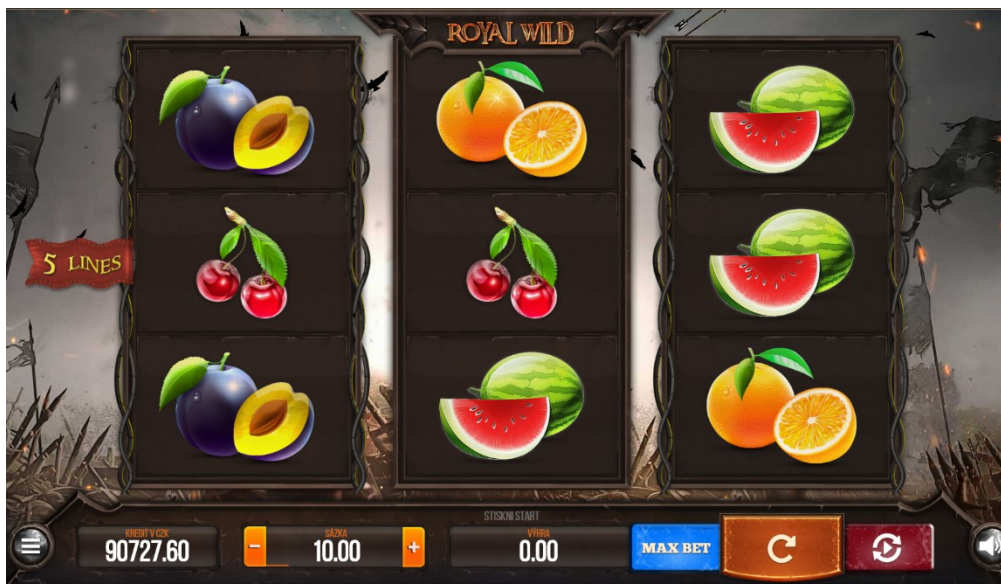 ROYAL WILD
5 LINES
STISKNI START
KREDIT V CZK
90727.60
SÁZKA
- 10.00 +
VÝHRA
0.00
MAX BET